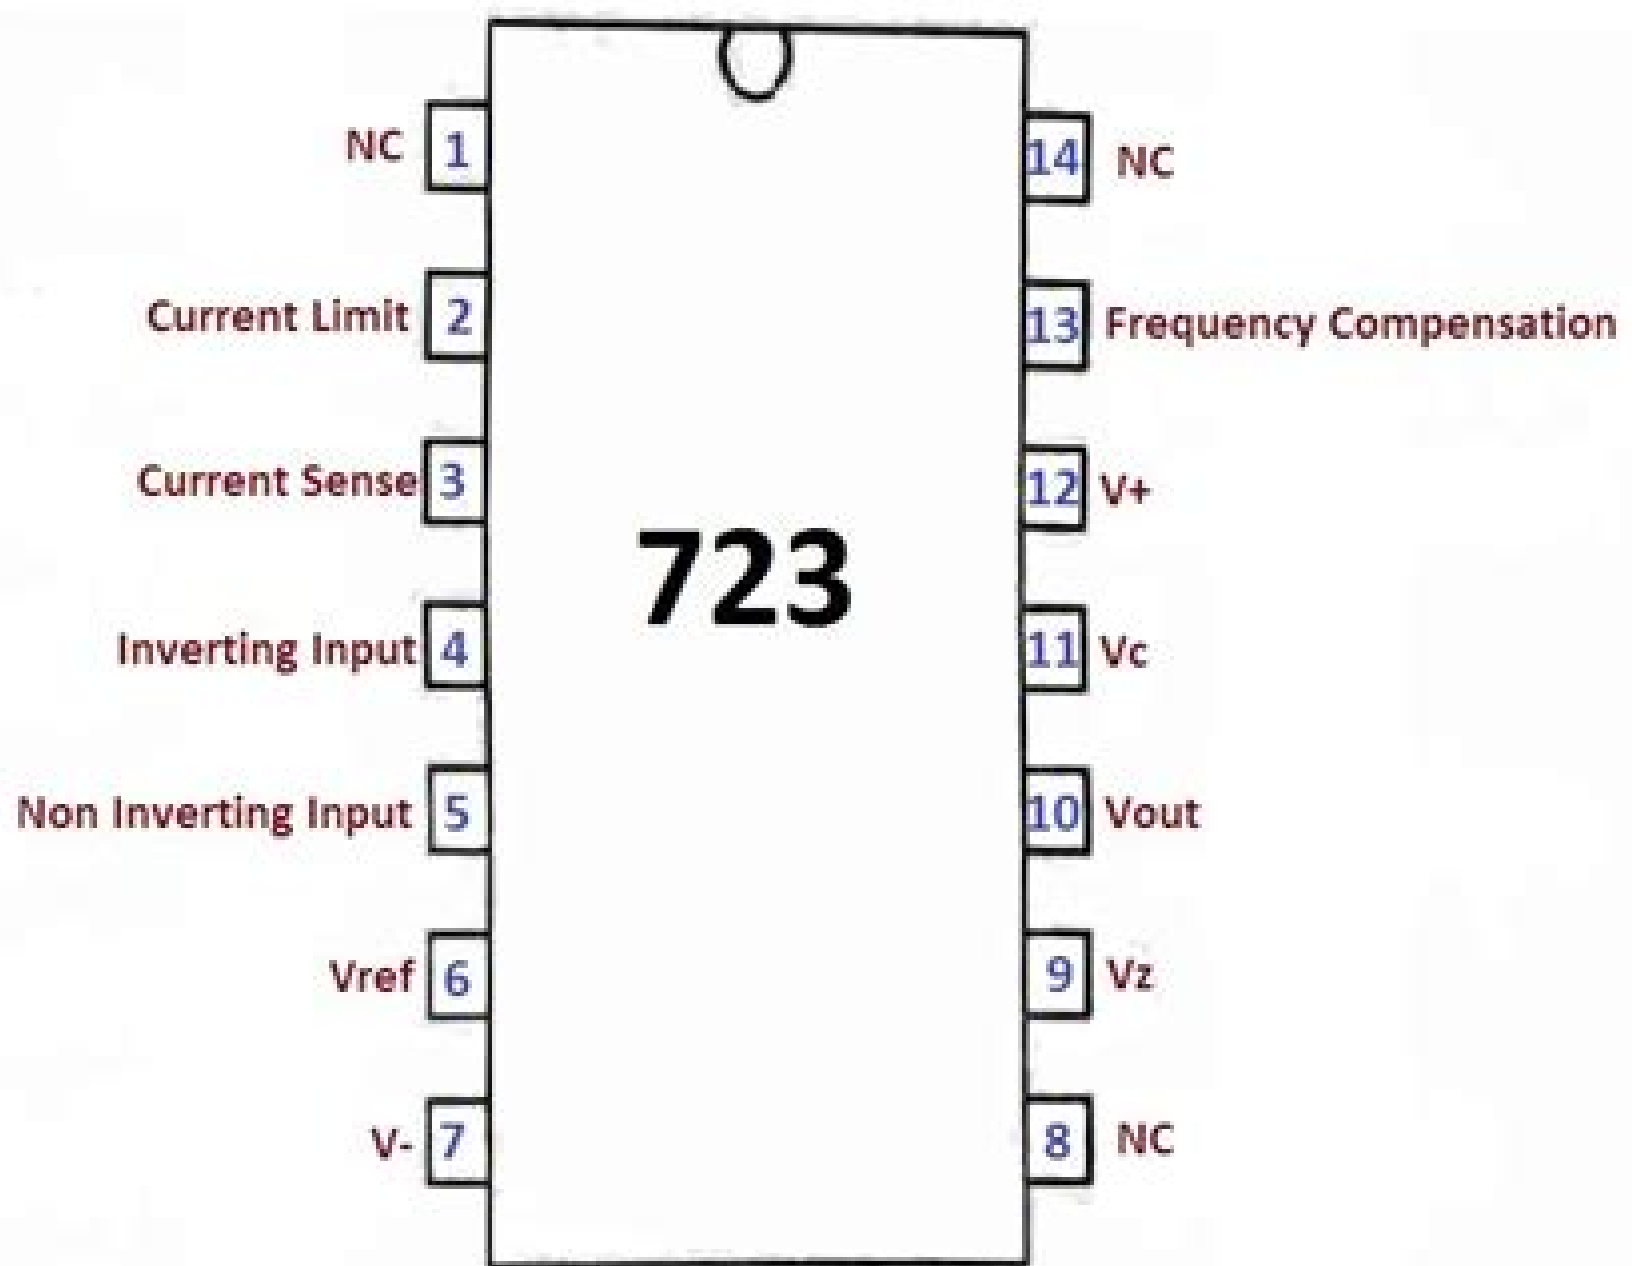 NC 1
14 NC
Current Limit 2
13 Frequency Compensation
Current Sense 3
12 V+
723
Inverting Input 4
11 Vc
Non Inverting Input 5
10 Vout
Vref 6
9 Vz
V- 7
8 NC